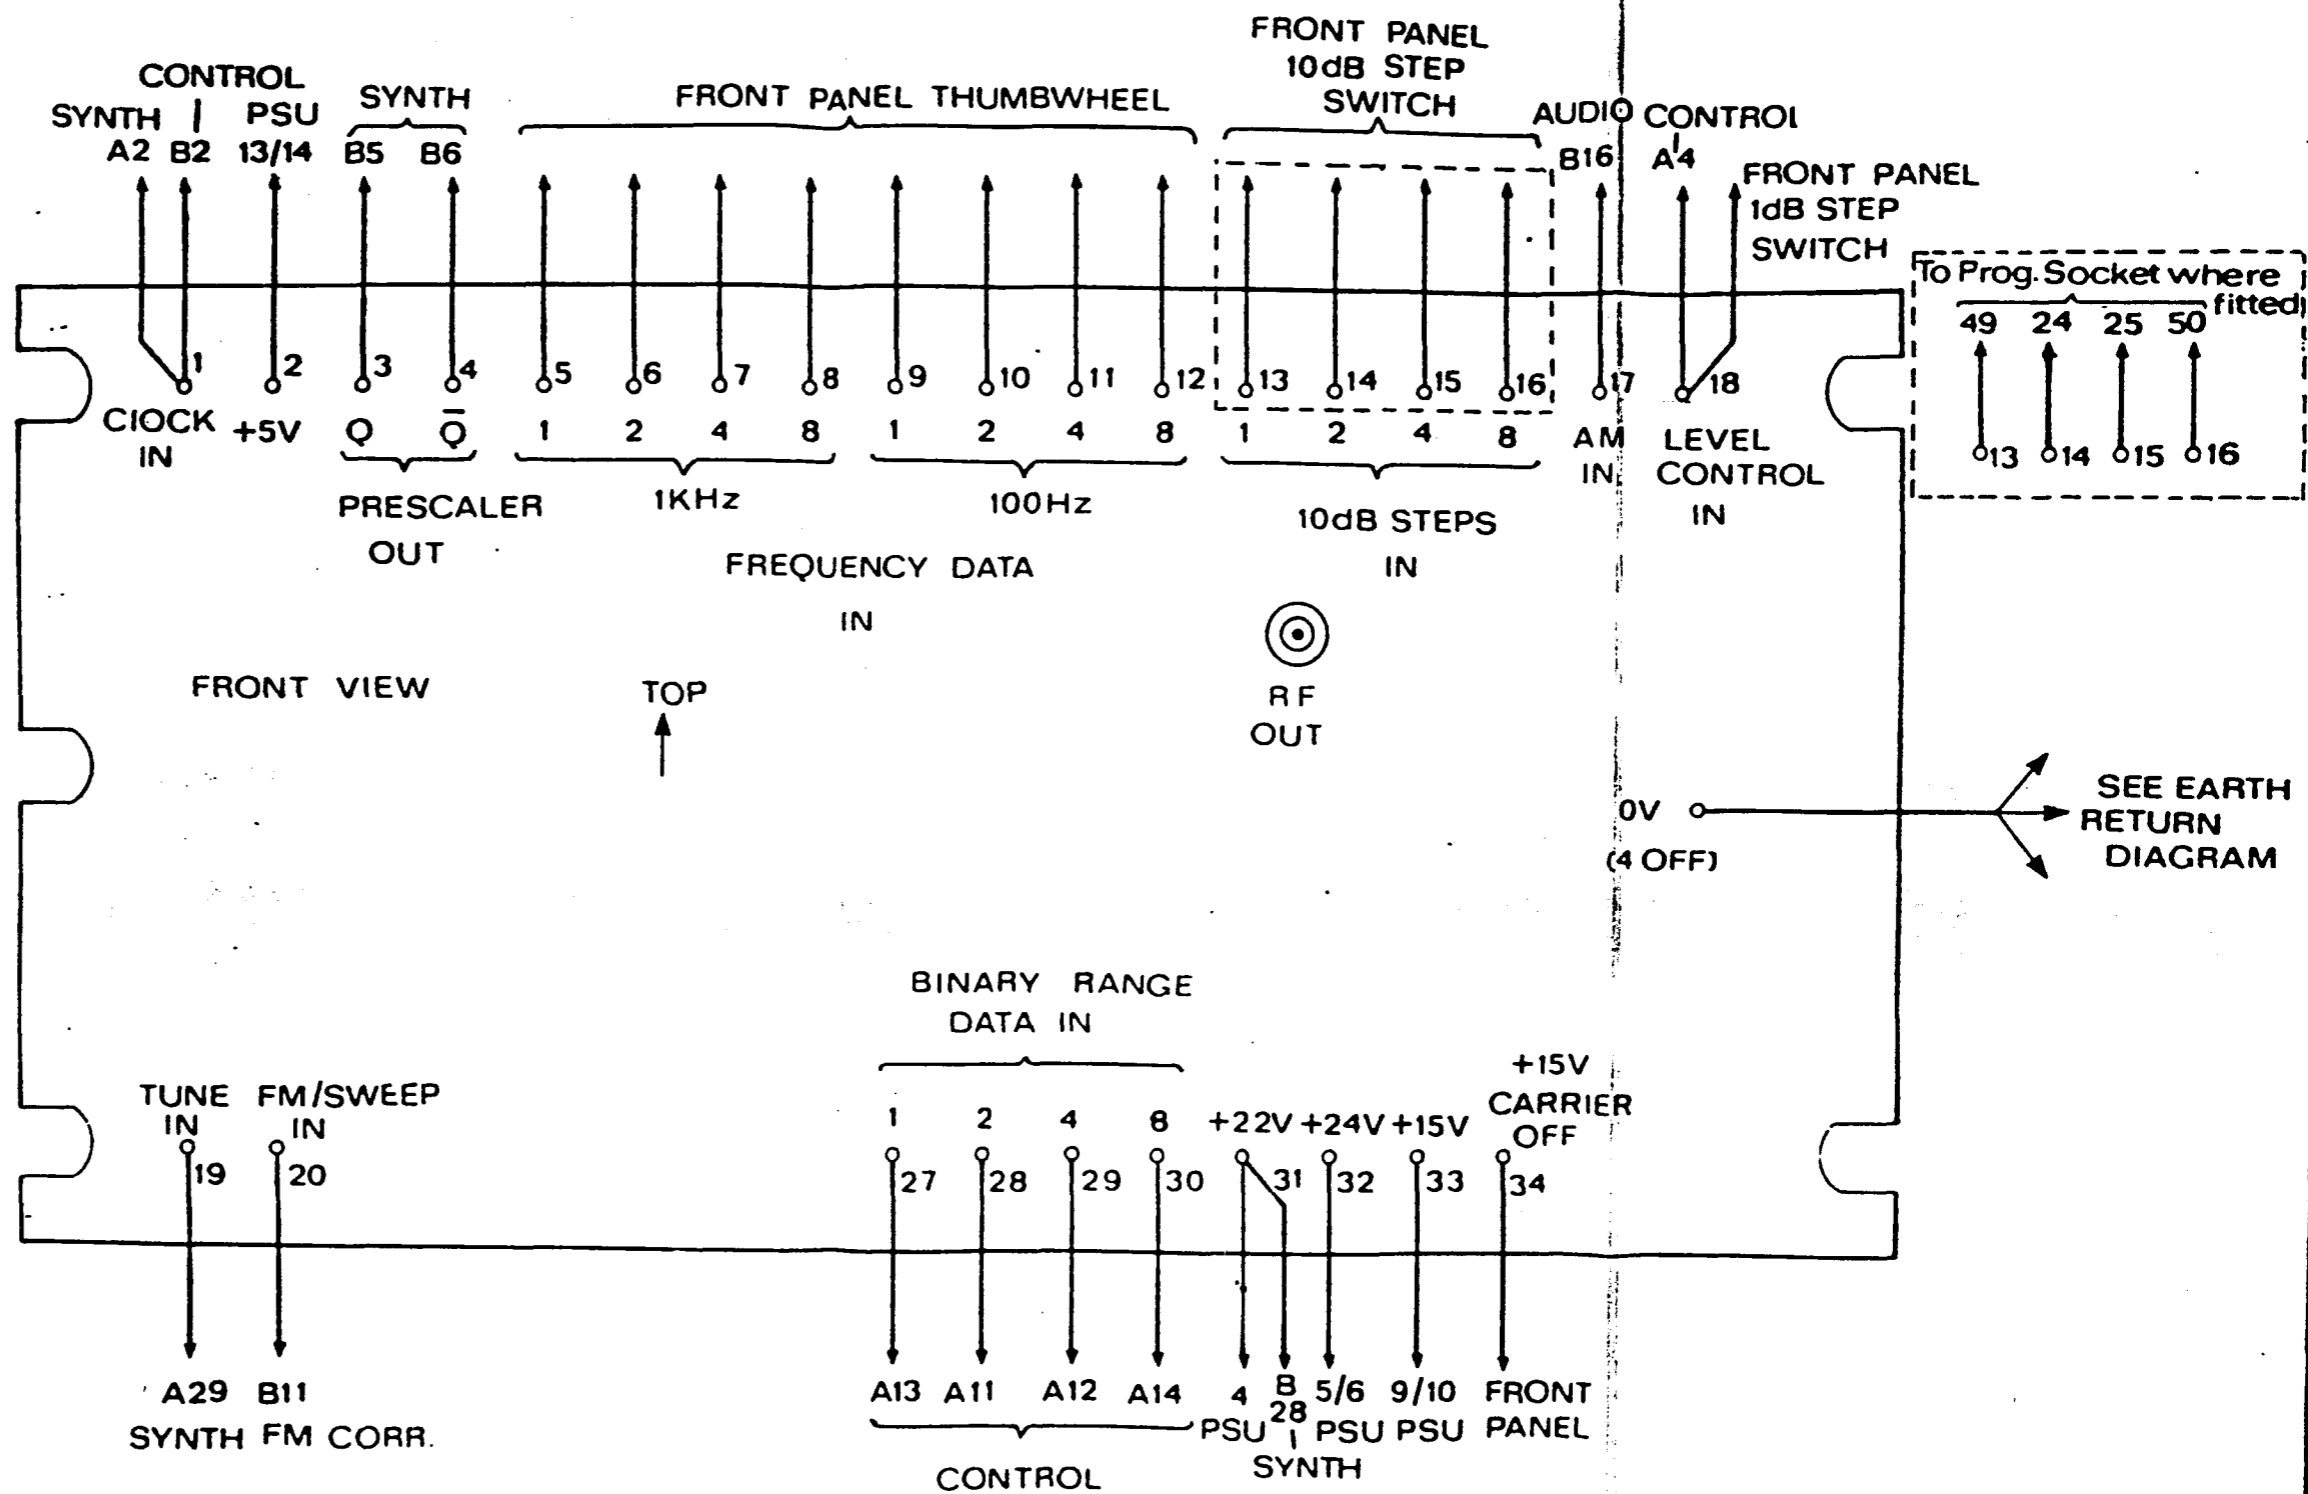 FRONT PANEL
10dB STEP
SWITCH
CONTROL
SYNTH PSU
SYNTH
FRONT PANEL THUMBWHEEL
AUDIO CONTROL
A2 B2 13/14 B5 B6
B16 A4
FRONT PANEL
1dB STEP
SWITCH
To Prog. Socket where
fitted
49 24 25 50
13 14 15 16
1 2 3 4 5 6 7 8 9 10 11 12 13 14 15 16 17 18
ClOCK
IN
+5V
Q Q̅
1 2 4 8 1 2 4 8 1 2 4 8
AM
IN
LEVEL
CONTROL
IN
PRESCALER
OUT
1KHz
100Hz
10dB STEPS
IN
FREQUENCY DATA
IN
FRONT VIEW
TOP
RF
OUT
0V
(4 OFF)
SEE EARTH
RETURN
DIAGRAM
BINARY RANGE
DATA IN
TUNE
IN
FM/SWEEP
IN
1 2 4 8
+22V +24V +15V
+15V
CARRIER
OFF
19 20 27 28 29 30 31 32 33 34
A29 B11
SYNTH FM CORR.
A13 A11 A12 A14
CONTROL
4
PSU
B
28
SYNTH
5/6
PSU
9/10
PSU
FRONT
PANEL